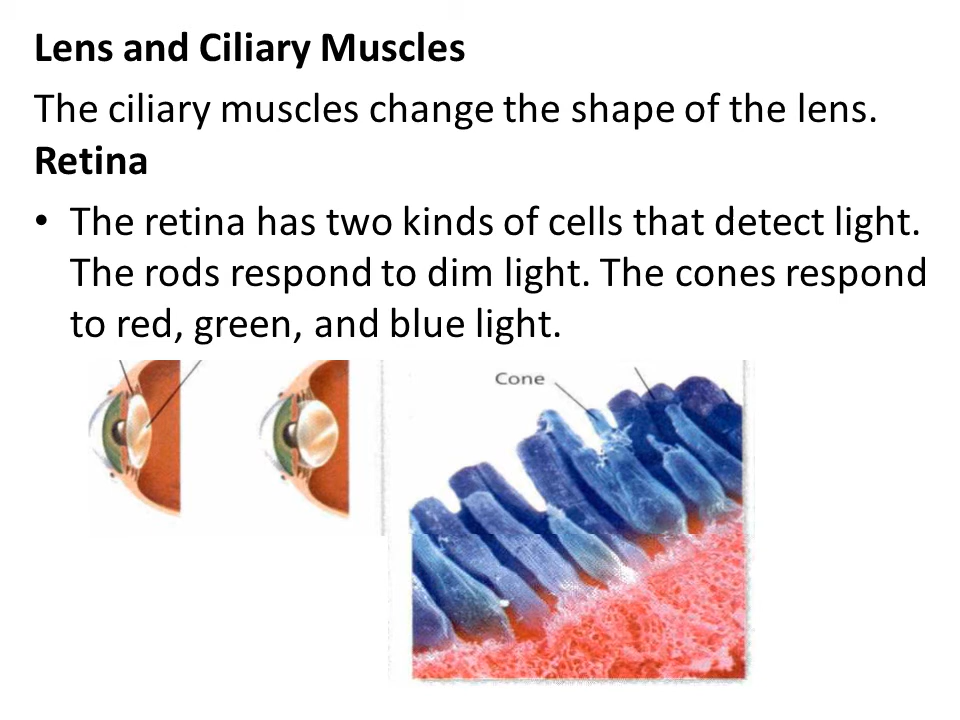 Lens and Ciliary Muscles
The ciliary muscles change the shape of the lens.
Retina
• The retina has two kinds of cells that detect light.
The rods respond to dim light. The cones respond
to red, green, and blue light.
Cone